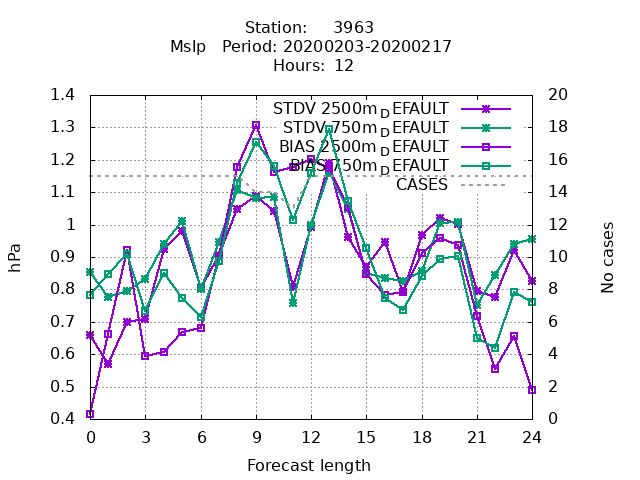 Station: 3963
Mslp Period: 20200203-20200217
Hours: 12
STDV 2500m_DEFAULT
STDV 750m_DEFAULT
BIAS 2500m_DEFAULT
BIAS 750m_DEFAULT
CASES
hPa
1.4
1.3
1.2
1.1
1
0.9
0.8
0.7
0.6
0.5
0.4
20
18
16
14
12
10
8
6
4
2
0
No cases
0 3 6 9 12 15 18 21 24
Forecast length